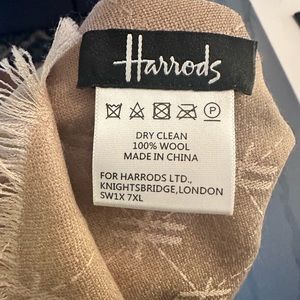 Harrods
P
DRY CLEAN
100% WOOL
MADE IN CHINA
FOR HARRODS LTD.,
KNIGHTSBRIDGE,LONDON
SW1X 7XL